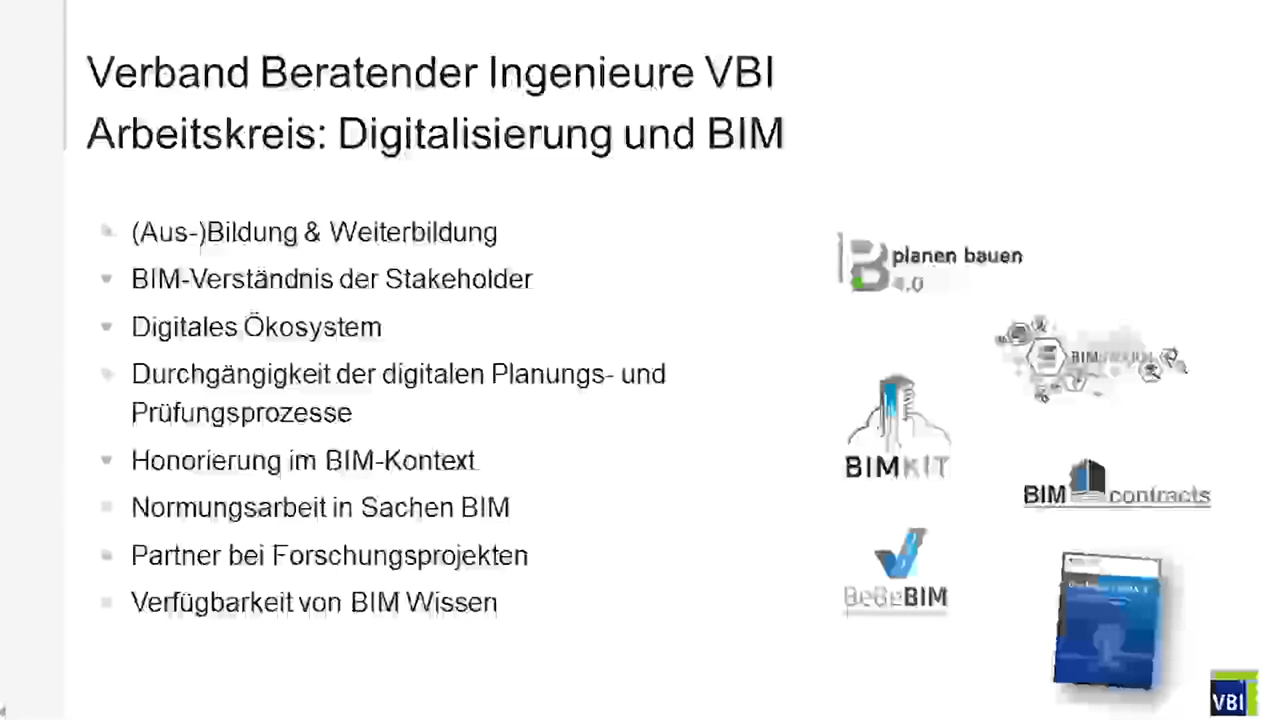 Verband Beratender Ingenieure VBI
Arbeitskreis: Digitalisierung und BIM
(Aus-)Bildung & Weiterbildung
BIM-Verständnis der Stakeholder
Digitales Ökosystem
Durchgängigkeit der digitalen Planungs- und
Prüfungsprozesse
Honorierung im BIM-Kontext
Normungsarbeit in Sachen BIM
Partner bei Forschungsprojekten
Verfügbarkeit von BIM Wissen
planen bauen
4.0
BIMKIT
BIM contracts
BeBeBIM
VBI